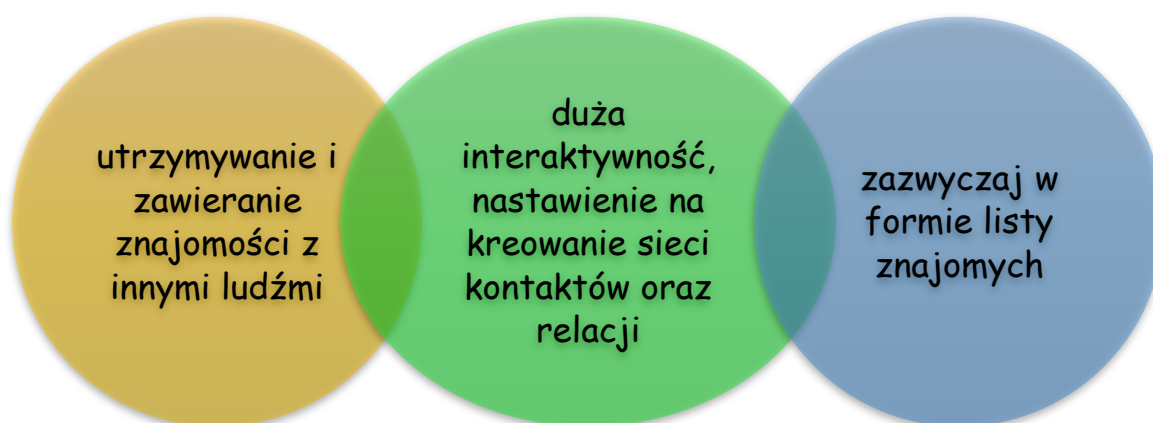 utrzymywanie i
zawieranie
znajomości z
innymi ludźmi
duża
interaktywność,
nastawienie na
kreowanie sieci
kontaktów oraz
relacji
zazwyczaj w
formie listy
znajomych